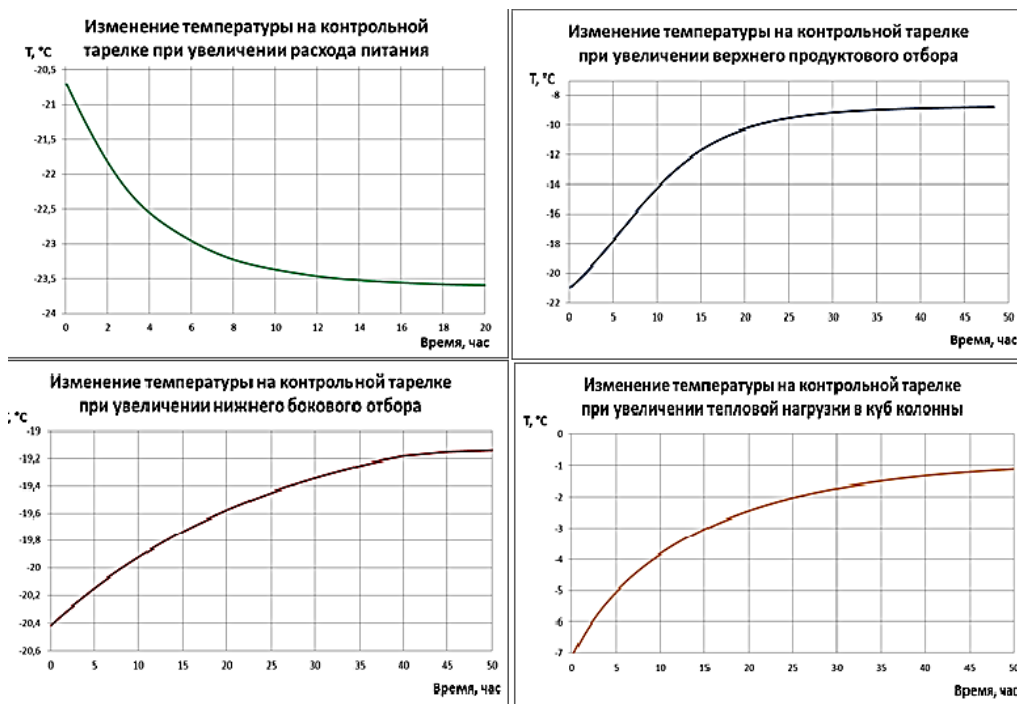 Изменение температуры на контрольной
тарелке при увеличении расхода питания
T, °C
-20,5
-21
-21,5
-22
-22,5
-23
-23,5
-24
0 2 4 6 8 10 12 14 16 18 20
Время, час
Изменение температуры на контрольной тарелке
при увеличении верхнего продуктового отбора
T, °C
-8
-10
-12
-14
-16
-18
-20
-22
0 5 10 15 20 25 30 35 40 45 50
Время, час
Изменение температуры на контрольной тарелке
при увеличении нижнего бокового отбора
, °C
-19
-19,2
-19,4
-19,6
-19,8
-20
-20,2
-20,4
-20,6
0 5 10 15 20 25 30 35 40 45 50
Время, час
Изменение температуры на контрольной тарелке
при увеличении тепловой нагрузки в куб колонны
T, °C
0
-1
-2
-3
-4
-5
-6
-7
0 5 10 15 20 25 30 35 40 45 50
Время, час